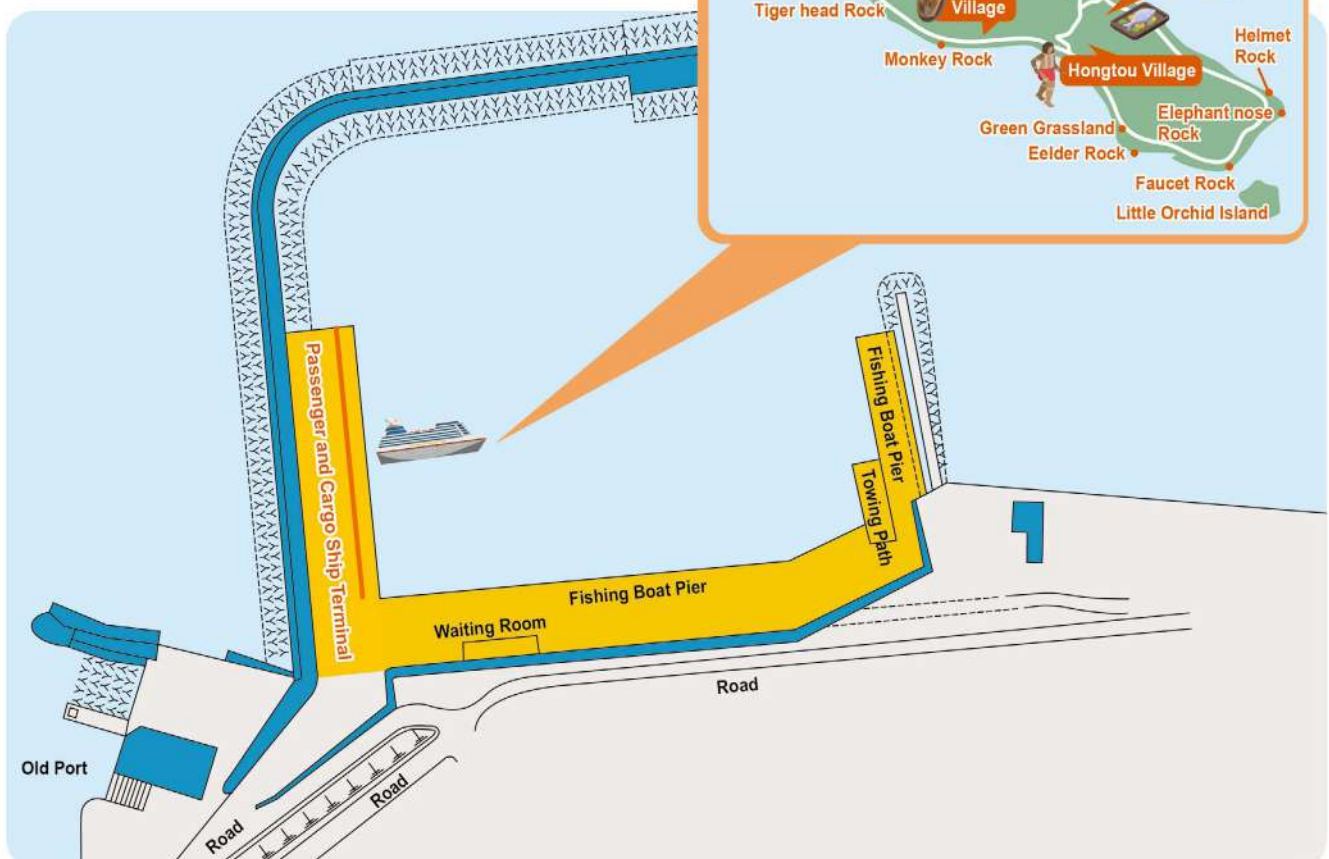 Tiger head Rock
Village
Monkey Rock
Helmet
Rock
Hongtou Village
Elephant nose
Rock
Green Grassland
Eelder Rock
Faucet Rock
Little Orchid Island
Passenger and Cargo Ship Terminal
Fishing Boat Pier
Towing Path
Fishing Boat Pier
Waiting Room
Road
Old Port
Road
Road